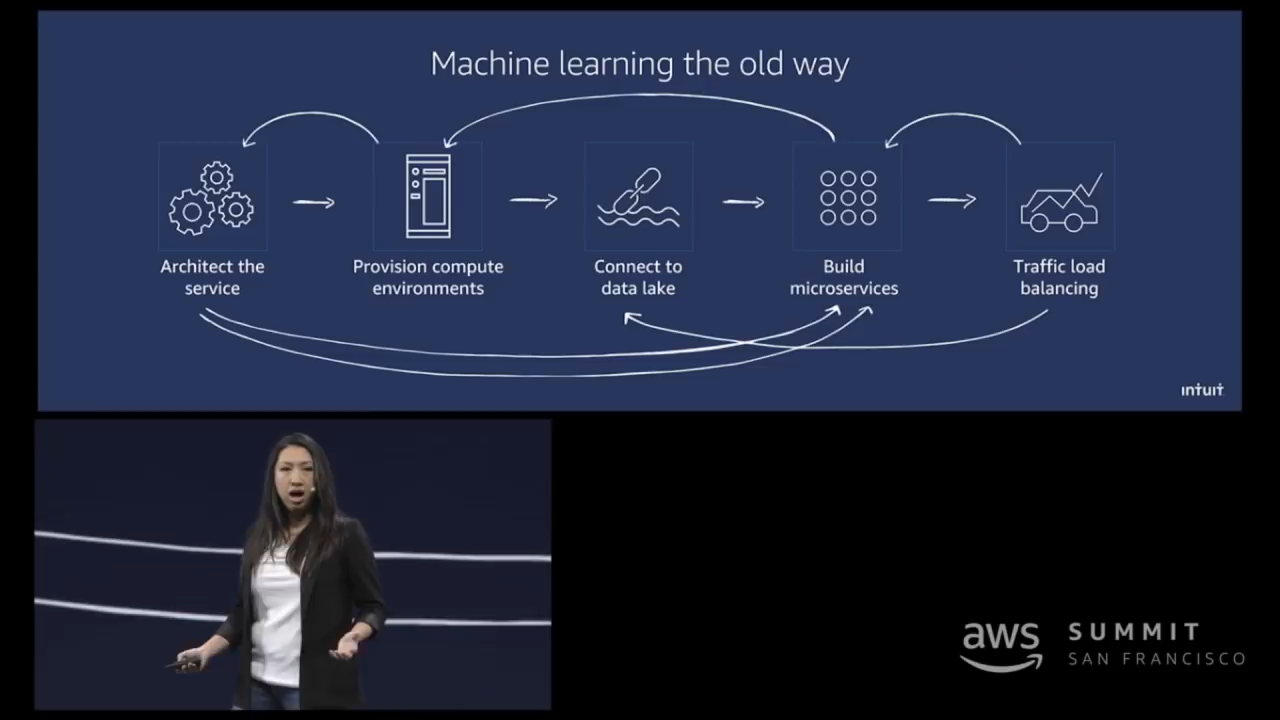 Machine learning the old way
Architect the
service
Provision compute
environments
Connect to
data lake
Build
microservices
Traffic load
balancing
intuit
aws
SUMMIT
SAN FRANCISCO